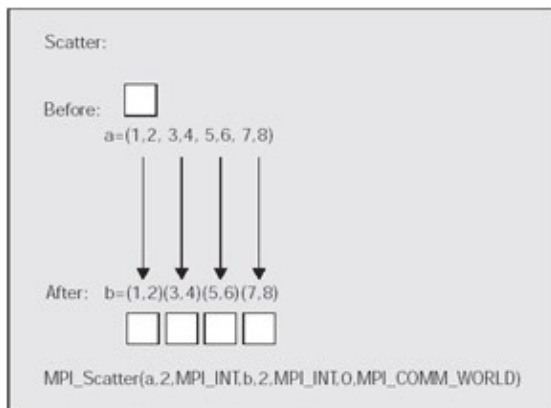 Scatter:
Before:
a=(1,2, 3,4, 5,6, 7,8)
After: b=(1,2)(3,4)(5,6)(7,8)
MPI_Scatter(a,2,MPI_INT,b,2,MPI_INT,0,MPI_COMM_WORLD)